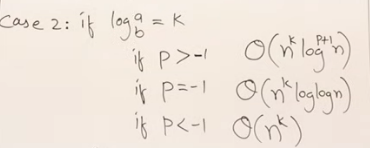 Case 2: if log_b^a = K
if P>-1 O(n^k log^{p+1} n)
if P=-1 O(n^k loglogn)
if P<-1 O(n^k)